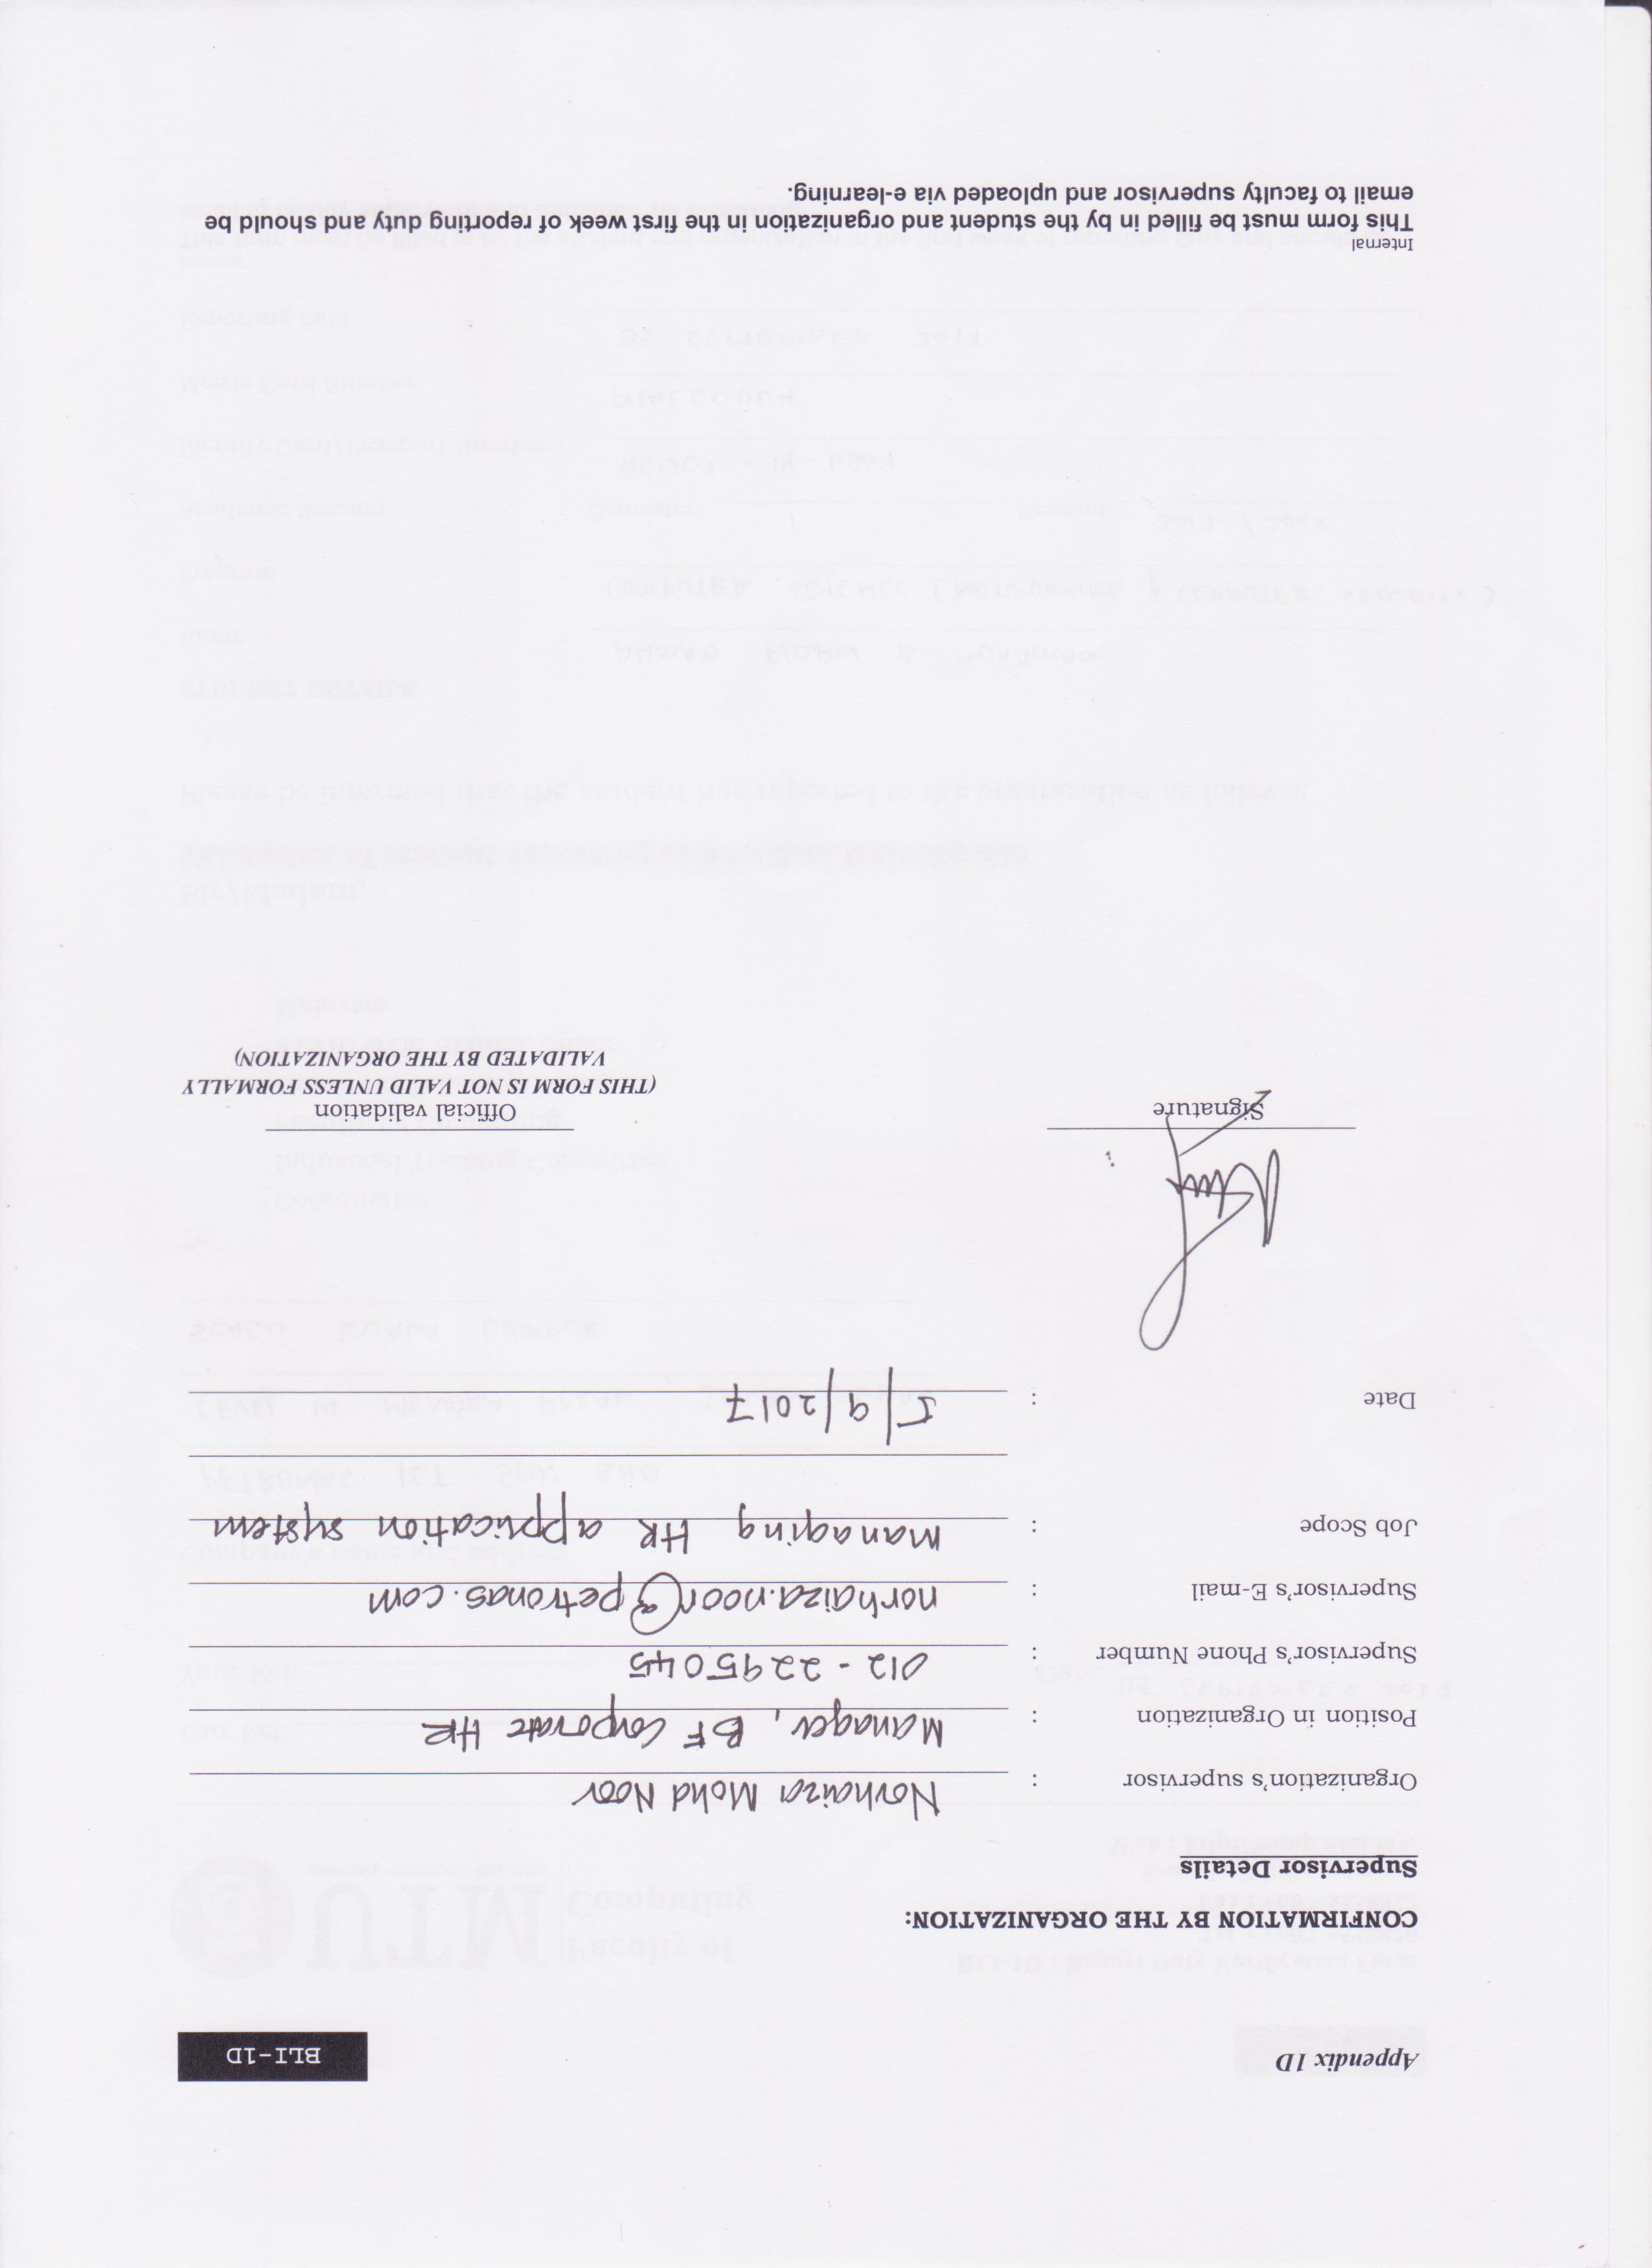 Appendix 1D
BLI-1D
CONFIRMATION BY THE ORGANIZATION:
Supervisor Details
Organization's supervisor : Norhaiza Mohd Noor
Position in Organization : Manager, BF Corporate HR
Supervisor's Phone Number : 012 - 2295045
Supervisor's E-mail : norhaiza.noor@petronas.com
Job Scope : Managing HR application system
Date : 5/9/2017
Signature
Official validation
(THIS FORM IS NOT VALID UNLESS FORMALLY
VALIDATED BY THE ORGANIZATION)
Internal
This form must be filled in by the student and organization in the first week of reporting duty and should be
email to faculty supervisor and uploaded via e-learning.